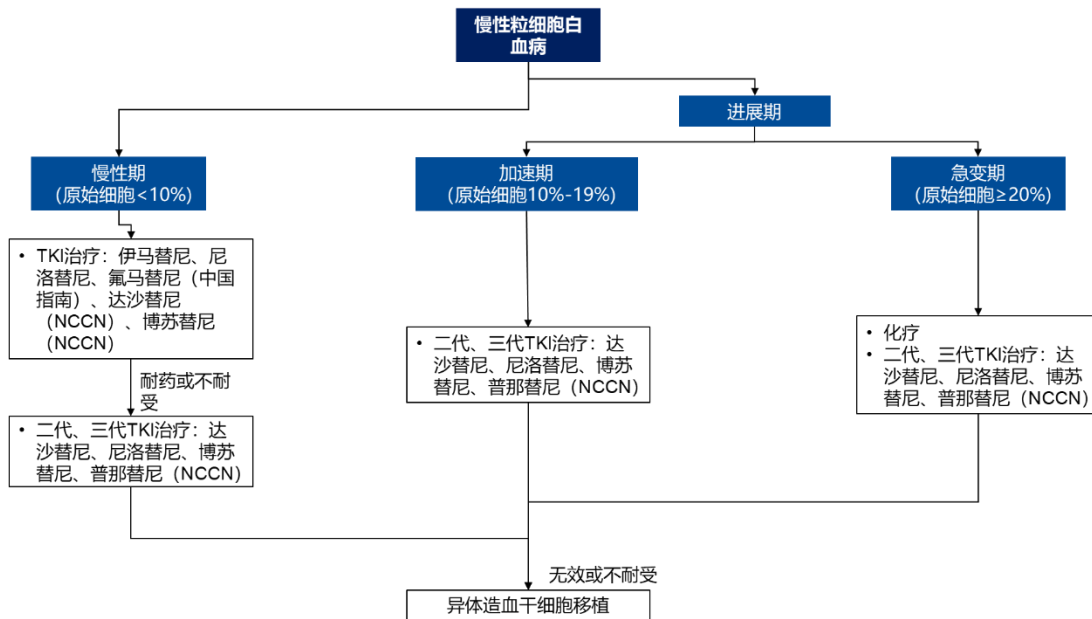 慢性粒细胞白
血病
进展期
慢性期
（原始细胞<10%）
加速期
（原始细胞10%-19%）
急变期
（原始细胞≥20%）
• TKI治疗：伊马替尼、尼
洛替尼、氟马替尼（中国
指南）、达沙替尼
（NCCN）、博苏替尼
（NCCN）
• 二代、三代TKI治疗：达
沙替尼、尼洛替尼、博苏
替尼、普那替尼（NCCN）
• 化疗
• 二代、三代TKI治疗：达
沙替尼、尼洛替尼、博苏
替尼、普那替尼（NCCN）
耐药或不耐
受
• 二代、三代TKI治疗：达
沙替尼、尼洛替尼、博苏
替尼、普那替尼（NCCN）
无效或不耐受
异体造血干细胞移植